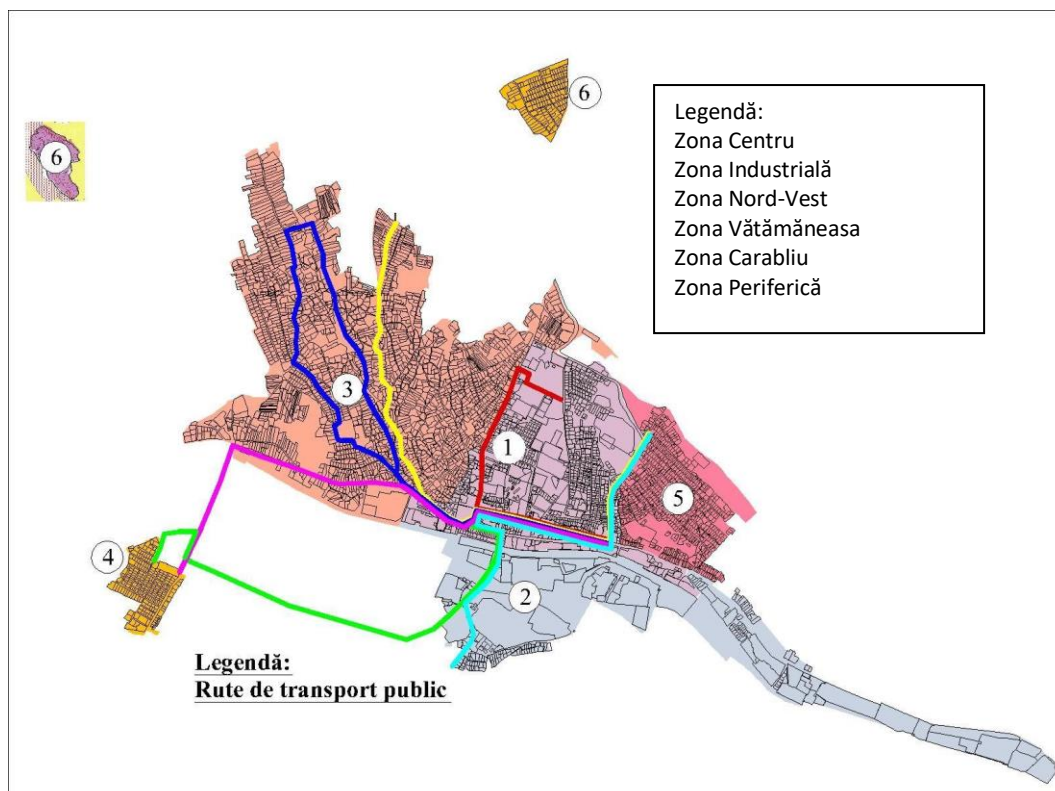 6
6
Legendă:
Zona Centru
Zona Industrială
Zona Nord-Vest
Zona Vătămăneasa
Zona Carabliu
Zona Periferică
3
1
5
4
2
Legendă:
Rute de transport public